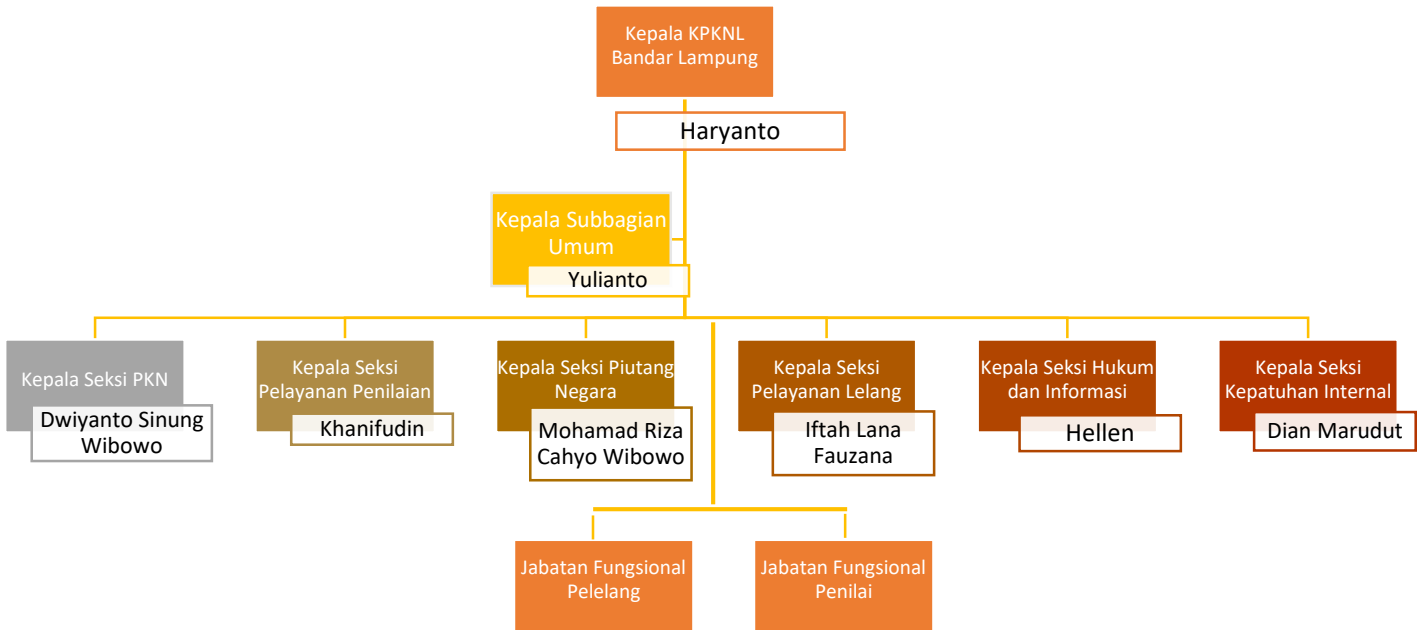 Kepala KPKNL
Bandar Lampung
Haryanto
Kepala Subbagian
Umum
Yulianto
Kepala Seksi PKN
Dwiyanto Sinung
Wibowo
Kepala Seksi
Pelayanan Penilaian
Khanifudin
Kepala Seksi Piutang
Negara
Mohamad Riza
Cahyo Wibowo
Kepala Seksi
Pelayanan Lelang
Iftah Lana
Fauzana
Kepala Seksi Hukum
dan Informasi
Hellen
Kepala Seksi
Kepatuhan Internal
Dian Marudut
Jabatan Fungsional
Pelelang
Jabatan Fungsional
Penilai